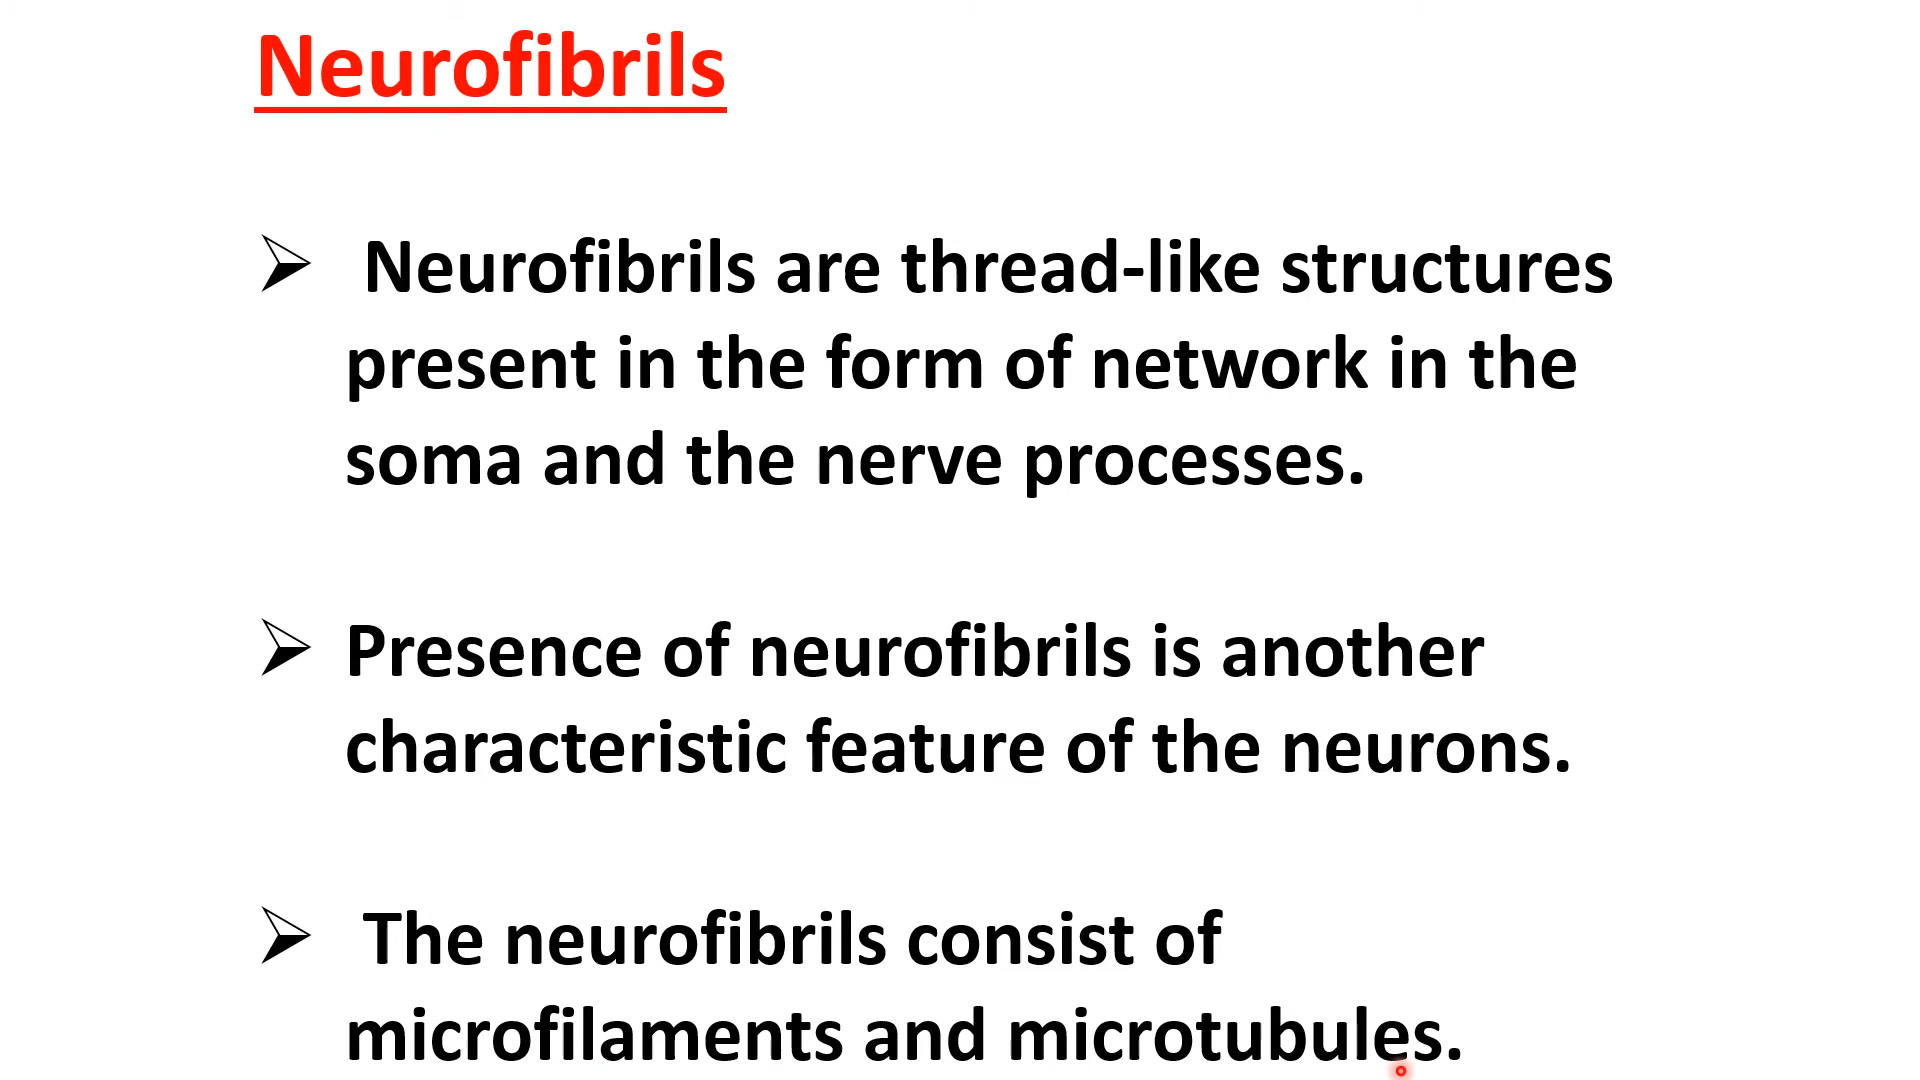 Neurofibrils
Neurofibrils are thread-like structures
present in the form of network in the
soma and the nerve processes.
Presence of neurofibrils is another
characteristic feature of the neurons.
The neurofibrils consist of
microfilaments and microtubules.